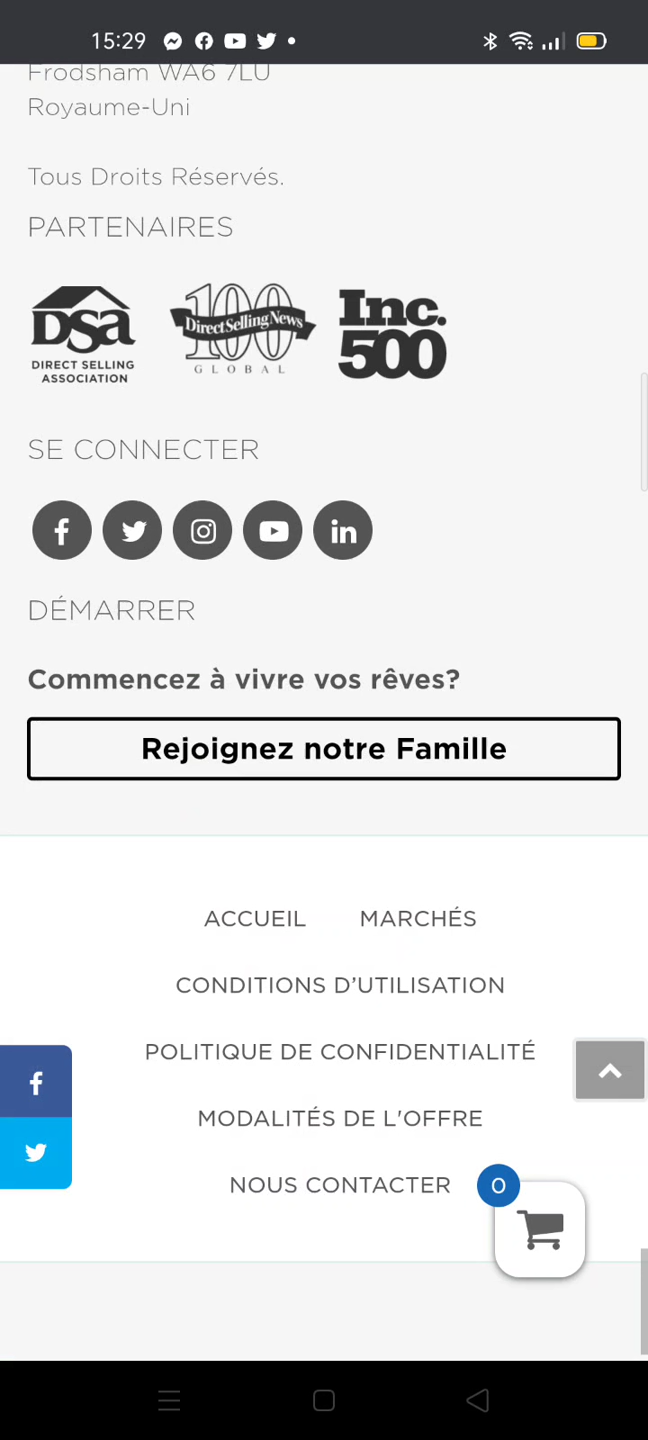 15:29
Frodsham WA6 7LU
Royaume-Uni
Tous Droits Réservés.
PARTENAIRES
DSA
DIRECT SELLING
ASSOCIATION
100
DirectSellingNews
GLOBAL
Inc.
500
SE CONNECTER
DÉMARRER
Commencez à vivre vos rêves?
Rejoignez notre Famille
ACCUEIL MARCHÉS
CONDITIONS D’UTILISATION
POLITIQUE DE CONFIDENTIALITÉ
MODALITÉS DE L'OFFRE
NOUS CONTACTER
0